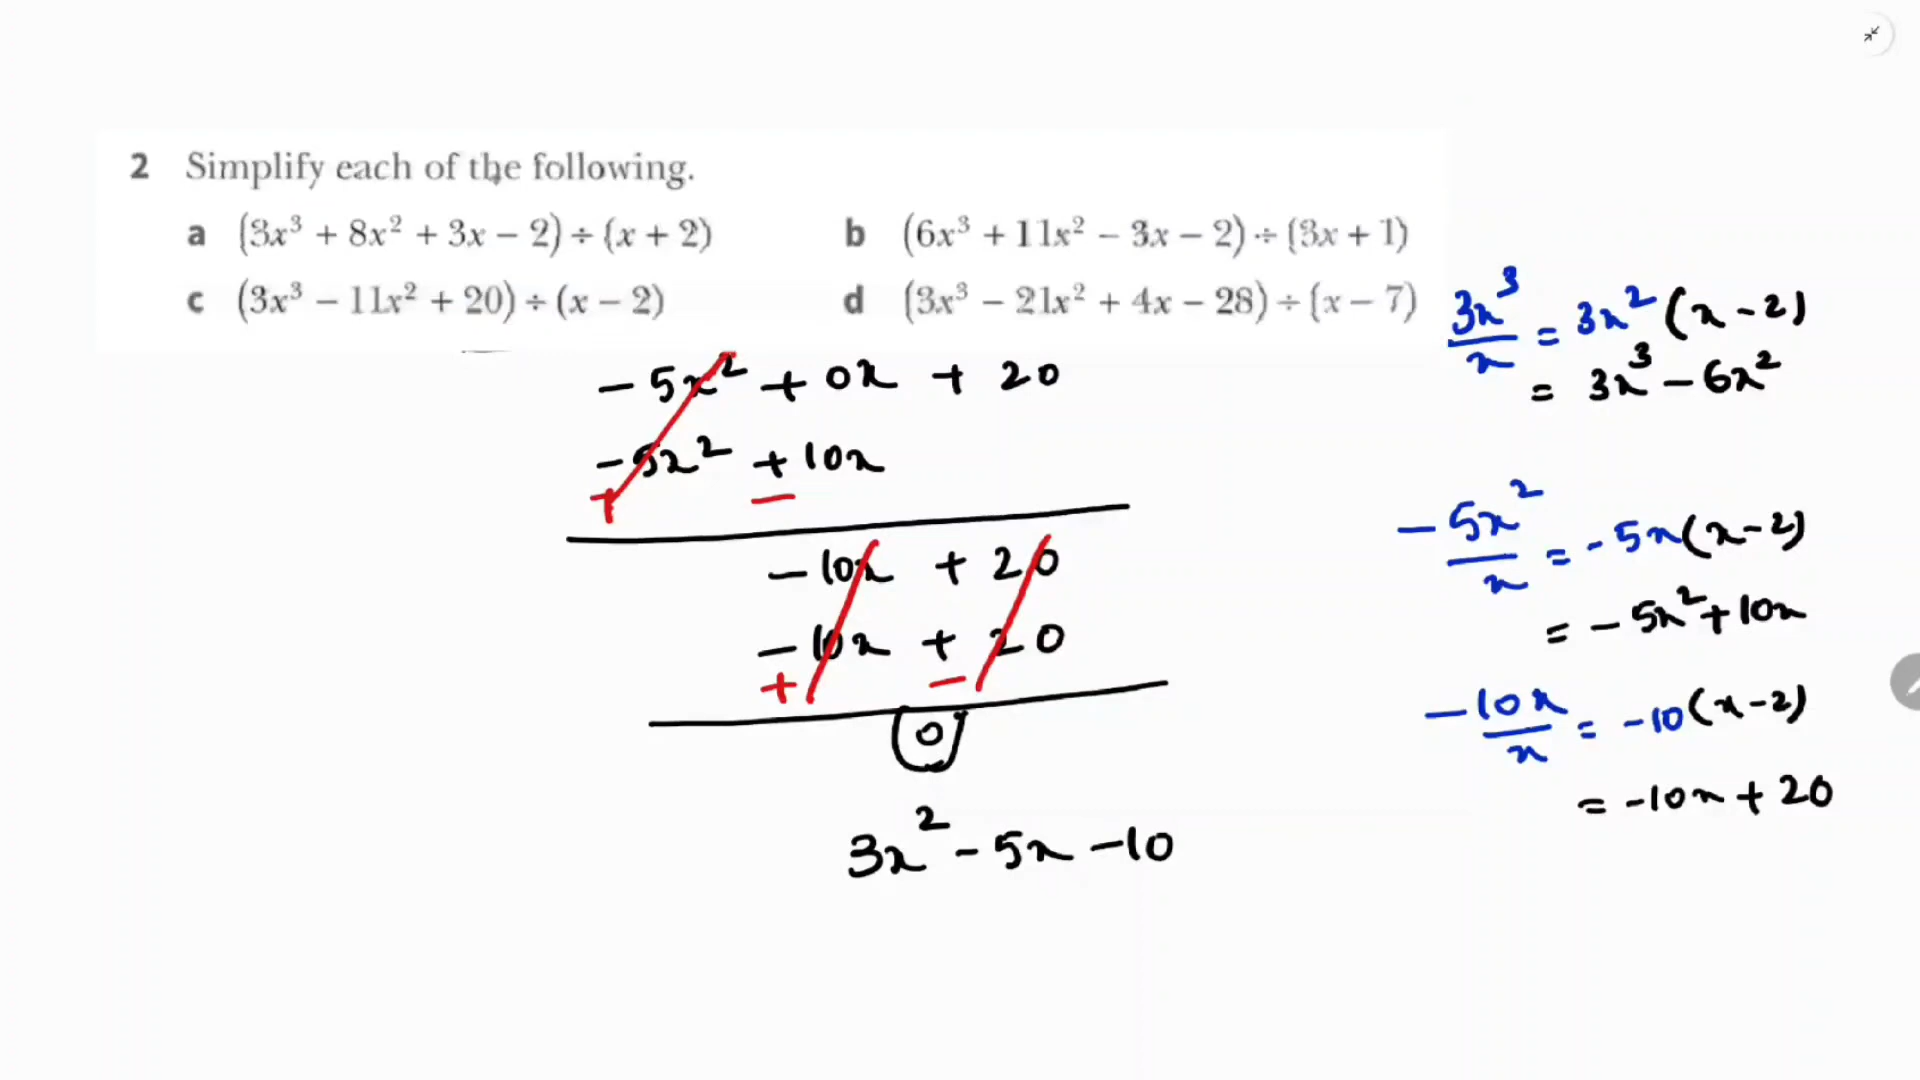 2 Simplify each of the following.
a (3x³ + 8x² + 3x − 2) ÷ (x + 2)
b (6x³ + 11x² − 3x − 2) ÷ (3x + 1)
c (3x³ − 11x² + 20) ÷ (x − 2)
d (3x³ − 21x² + 4x − 28) ÷ (x − 7)
− 5x² + 0x + 20
− 5x² + 10x
+ −
− 10x + 20
− 10x + 20
+ −
0
3x² − 5x − 10
3x³/x = 3x² (x − 2)
= 3x³ − 6x²
− 5x²/x = − 5x (x − 2)
= − 5x² + 10x
− 10x/x = − 10 (x − 2)
= − 10x + 20